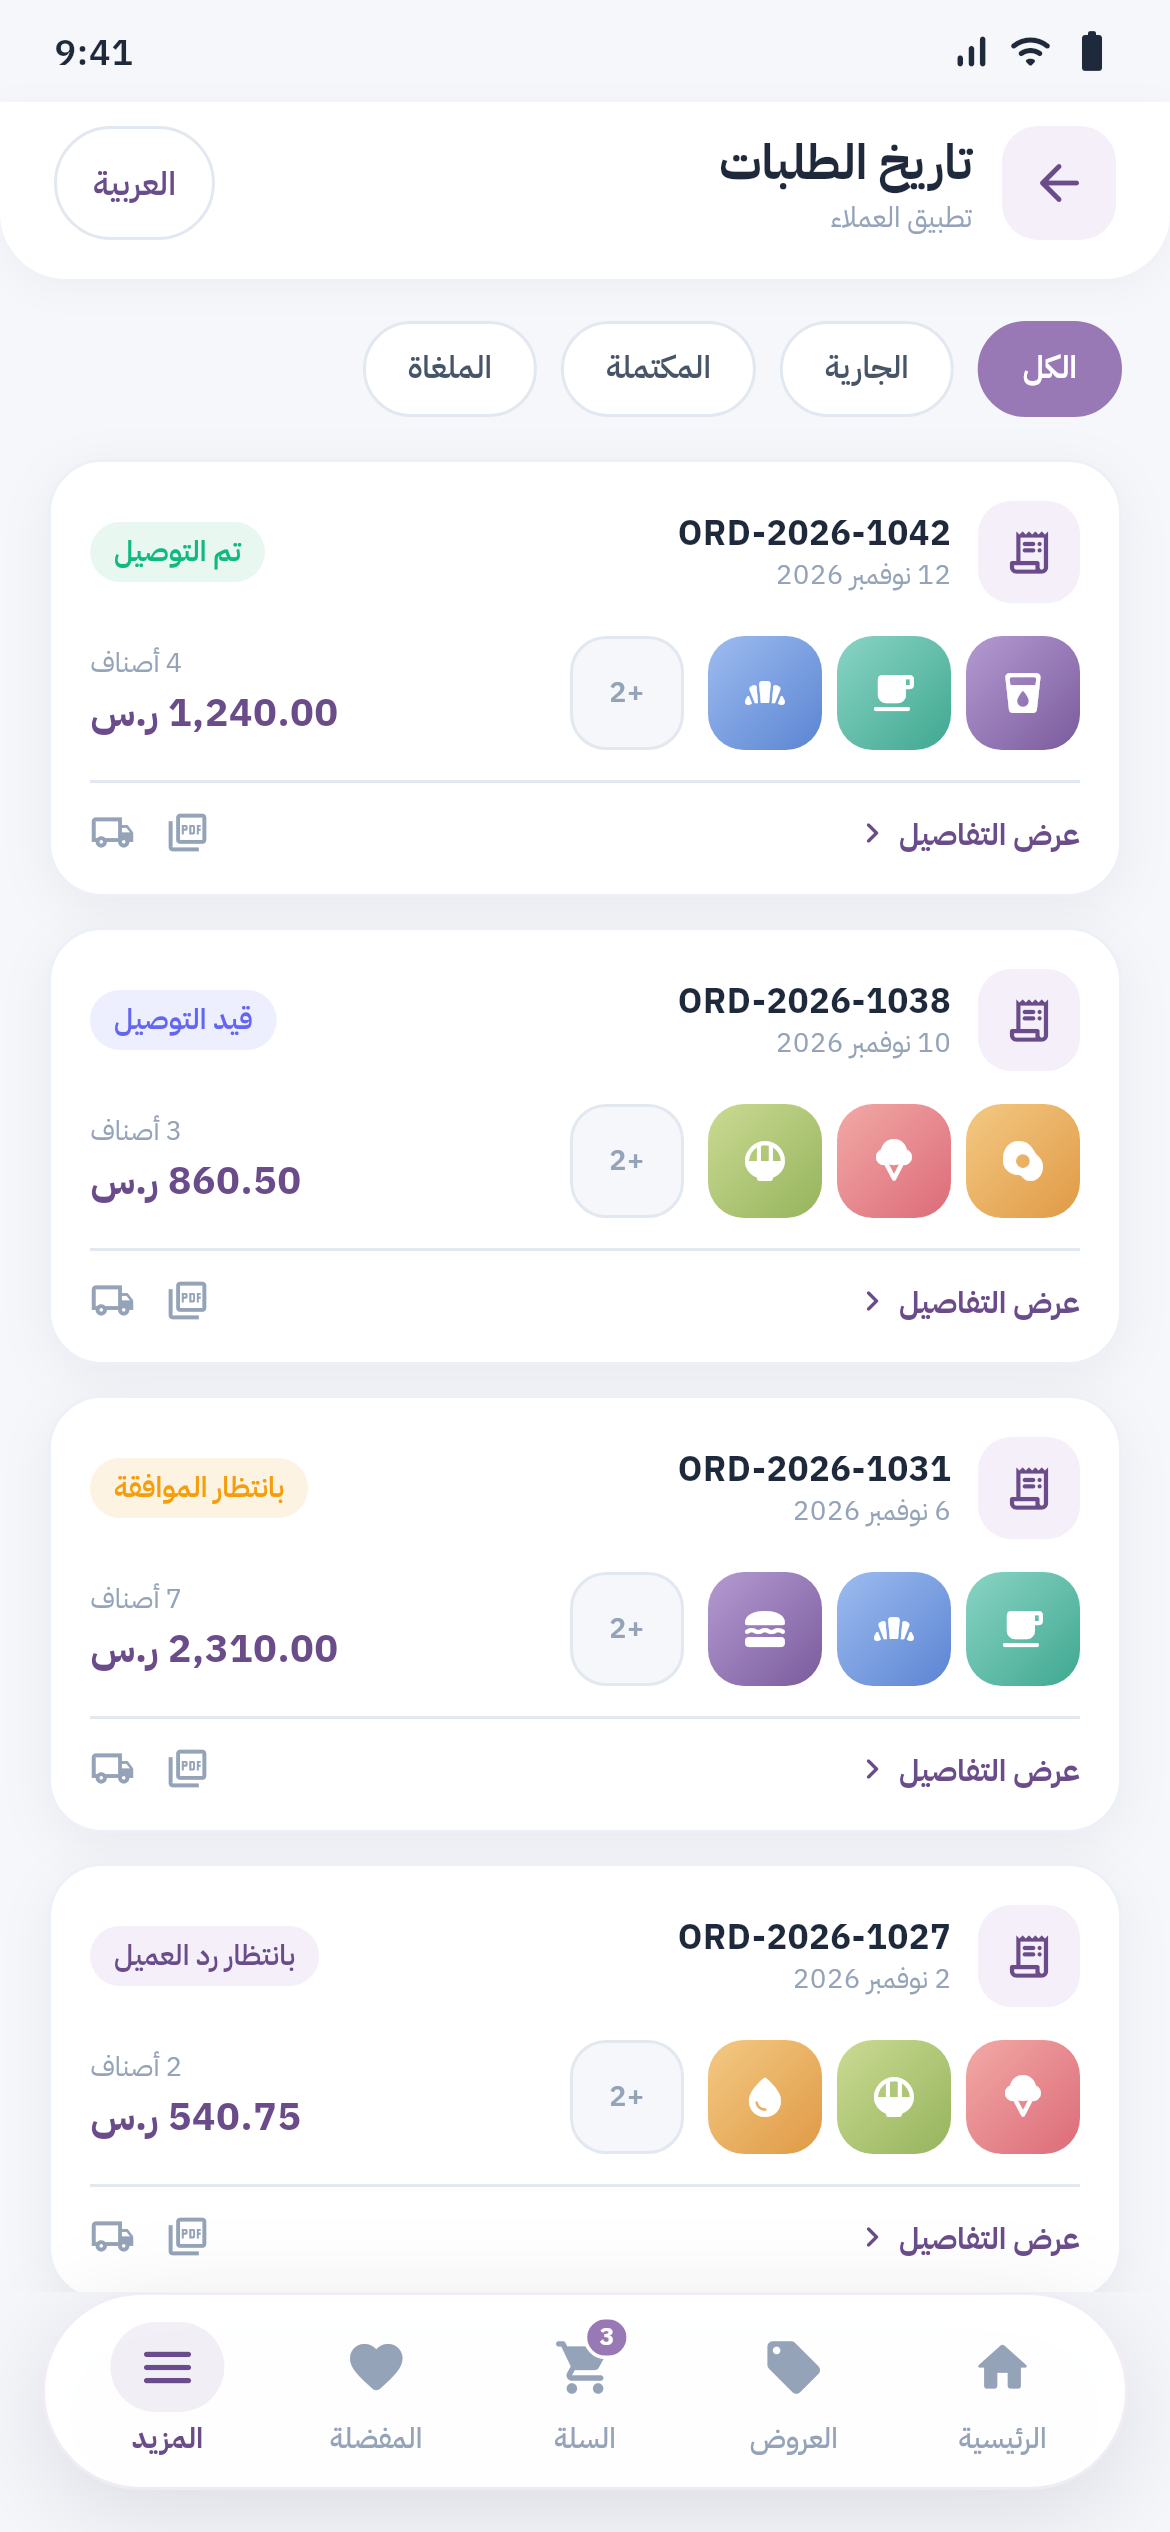 9:41
تاريخ الطلبات
تطبيق العملاء
العربية
الكل
الجارية
المكتملة
الملغاة
ORD-2026-1042
12 نوفمبر 2026
تم التوصيل
2+
4 أصناف
1,240.00 ر.س
عرض التفاصيل
PDF
ORD-2026-1038
10 نوفمبر 2026
قيد التوصيل
2+
3 أصناف
860.50 ر.س
عرض التفاصيل
PDF
ORD-2026-1031
6 نوفمبر 2026
بانتظار الموافقة
2+
7 أصناف
2,310.00 ر.س
عرض التفاصيل
PDF
ORD-2026-1027
2 نوفمبر 2026
بانتظار رد العميل
2+
2 أصناف
540.75 ر.س
عرض التفاصيل
PDF
الرئيسية
العروض
3
السلة
المفضلة
المزيد